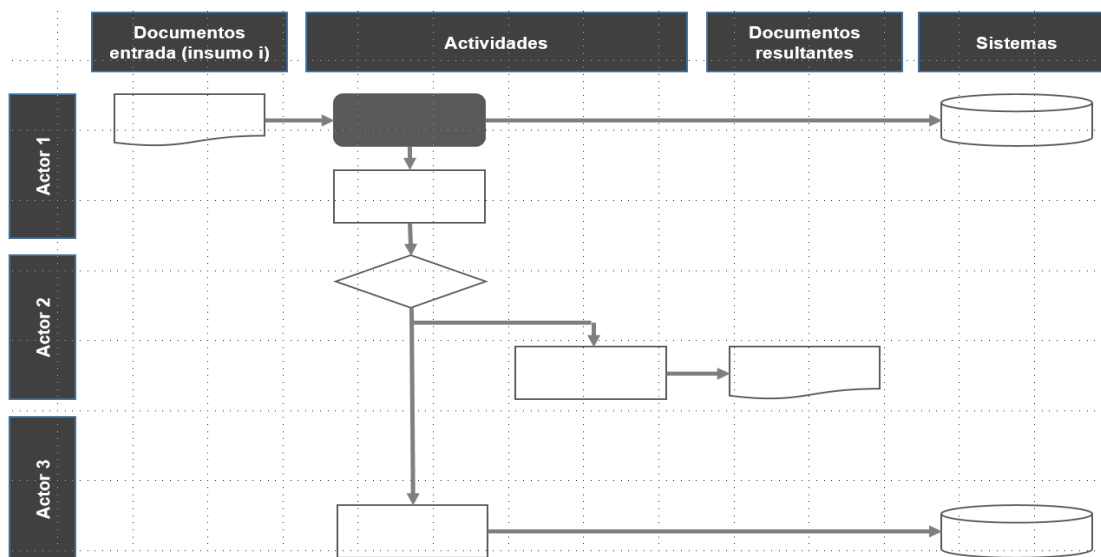 Documentos
entrada (insumo i)
Actividades
Documentos
resultantes
Sistemas
Actor 1
Actor 2
Actor 3